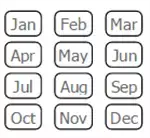 Jan Feb Mar
Apr May Jun
Jul Aug Sep
Oct Nov Dec